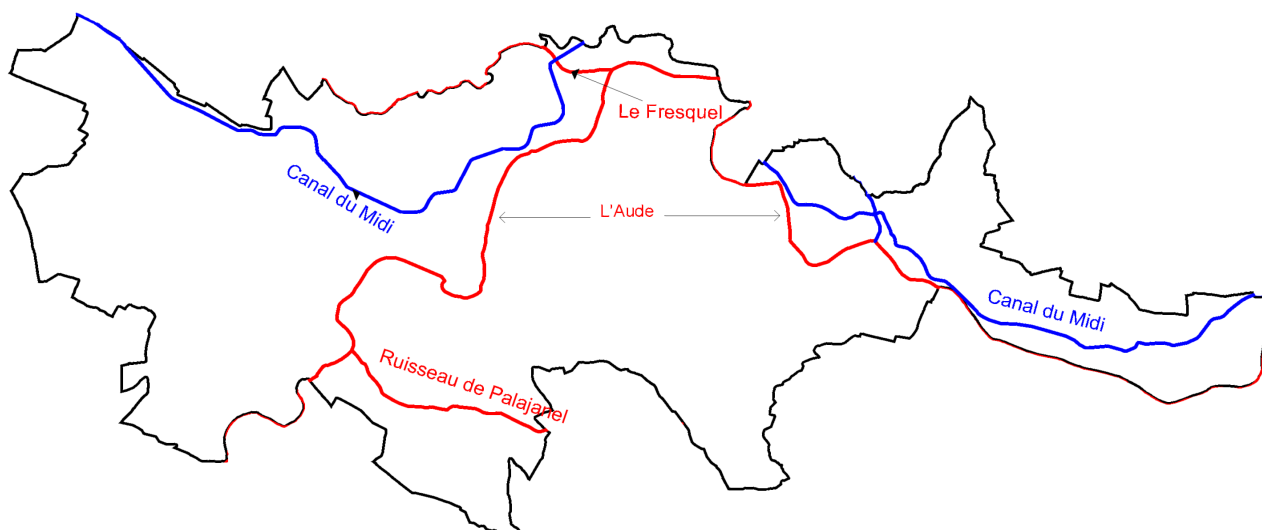 Le Fresquel
Canal du Midi
L'Aude
Canal du Midi
Ruisseau de Palajanel